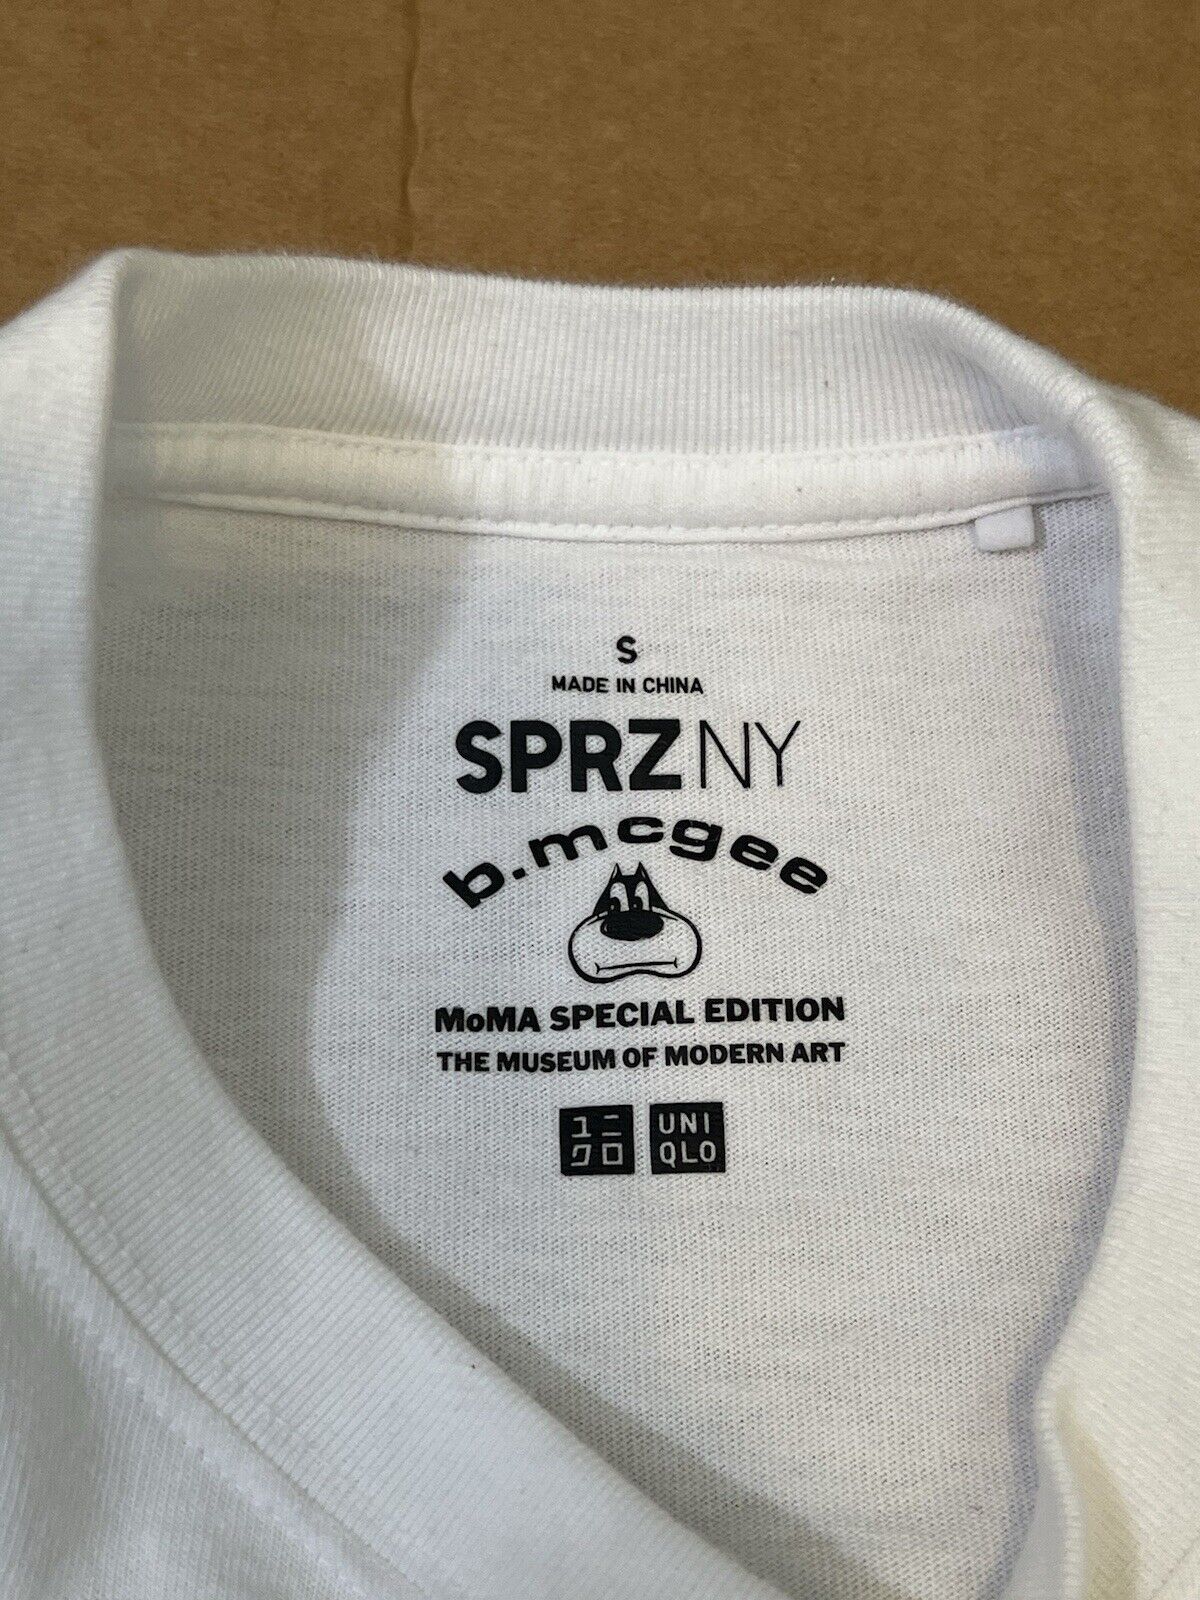 S
MADE IN CHINA
SPRZ NY
b.mcgee
MoMA SPECIAL EDITION
THE MUSEUM OF MODERN ART
ユニ UNI
クロ QLO